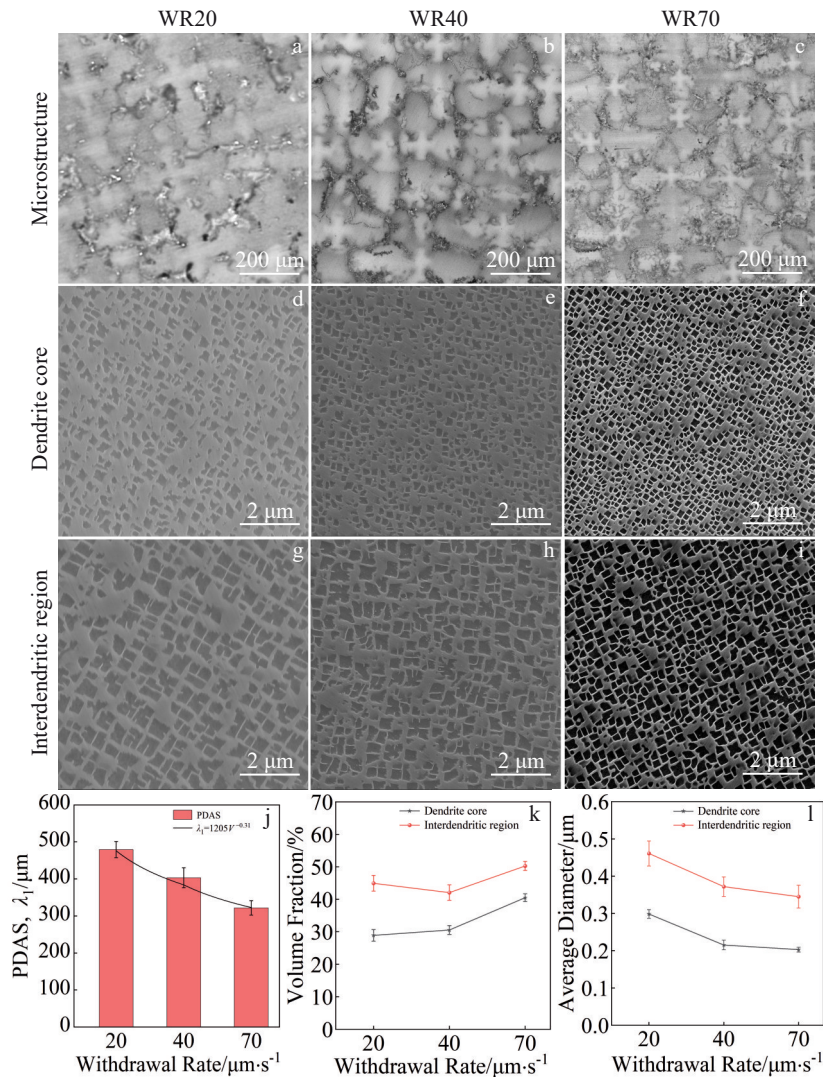 WR20 WR40 WR70
Microstructure
a b c
200 μm 200 μm 200 μm
Dendrite core
d e f
2 μm 2 μm 2 μm
Interdendritic region
g h i
2 μm 2 μm 2 μm
PDAS, λ₁/μm
600
500
400
300
200
100
0
j
PDAS
λ₁=1205V⁻⁰·³¹
20 40 70
Withdrawal Rate/μm·s⁻¹
Volume Fraction/%
70
60
50
40
30
20
10
0
k
Dendrite core
Interdendritic region
20 40 70
Withdrawal Rate/μm·s⁻¹
Average Diameter/μm
0.6
0.5
0.4
0.3
0.2
0.1
0.0
l
Dendrite core
Interdendritic region
20 40 70
Withdrawal Rate/μm·s⁻¹